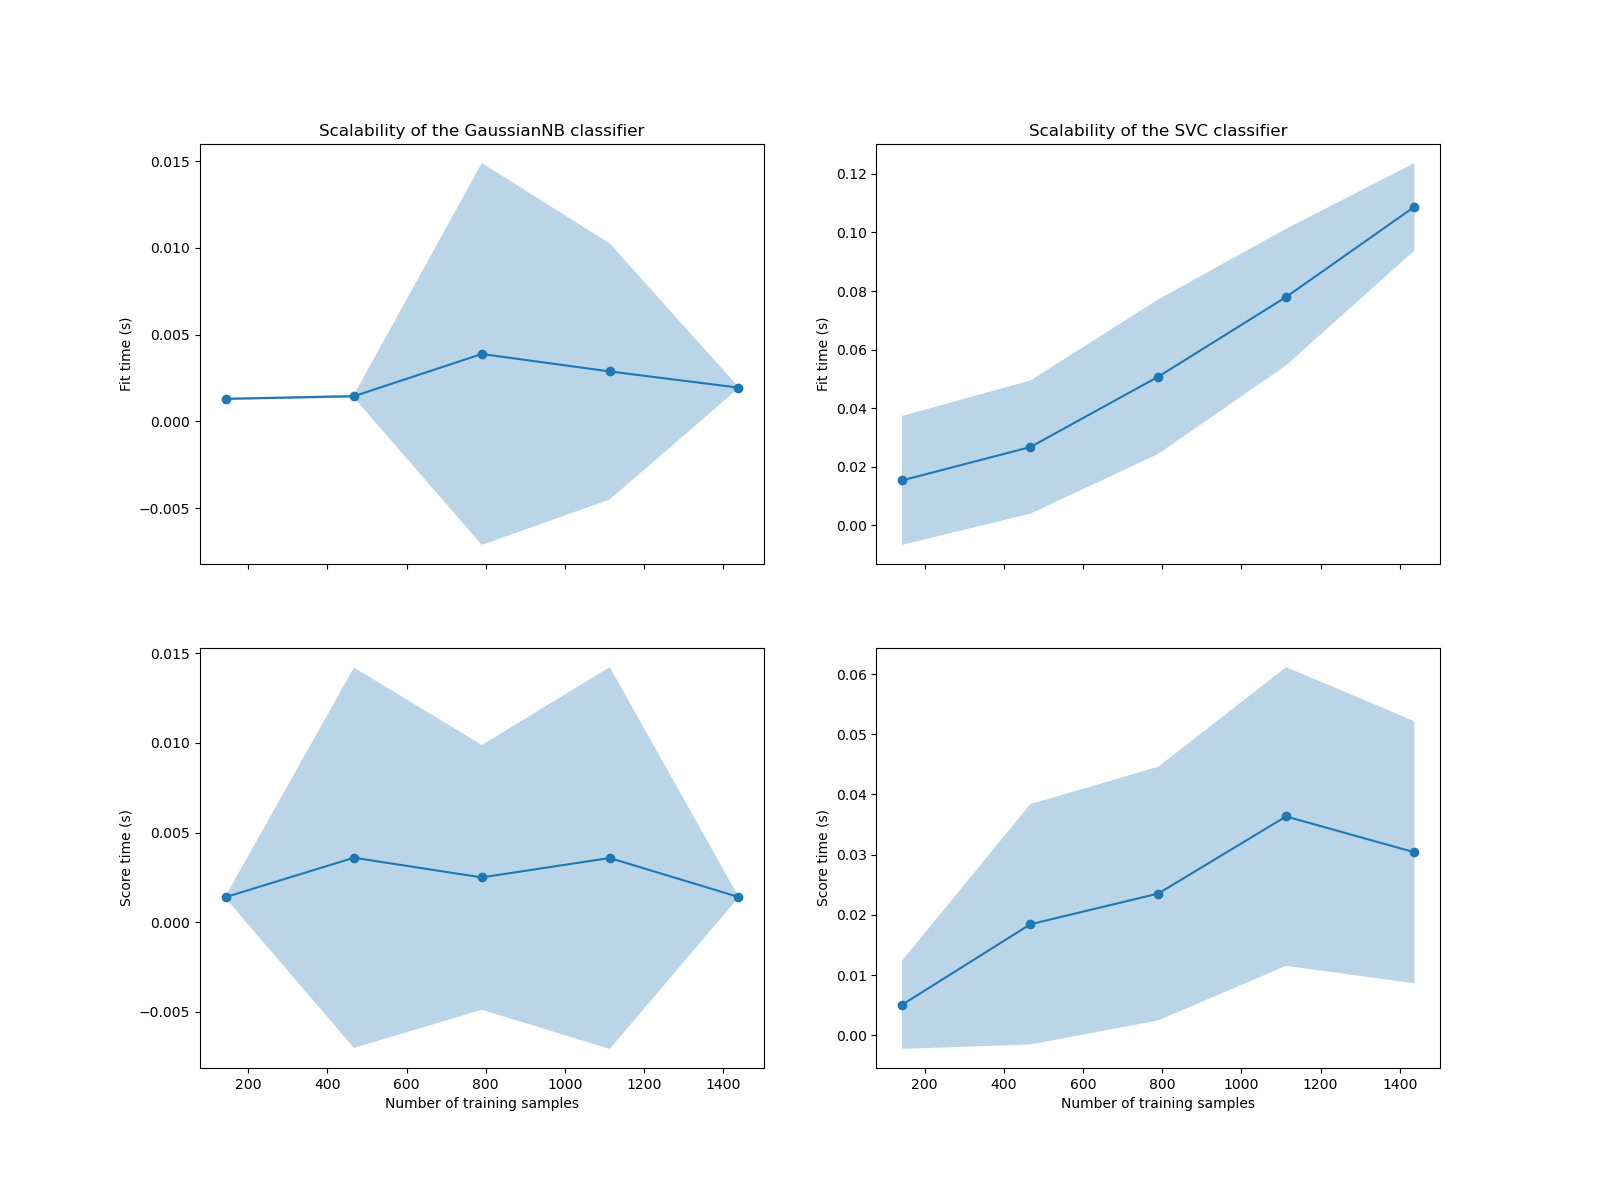 Scalability of the GaussianNB classifier
Scalability of the SVC classifier
0.015
0.010
0.005
0.000
−0.005
Fit time (s)
0.12
0.10
0.08
0.06
0.04
0.02
0.00
Fit time (s)
0.015
0.010
0.005
0.000
−0.005
Score time (s)
200 400 600 800 1000 1200 1400
Number of training samples
0.06
0.05
0.04
0.03
0.02
0.01
0.00
Score time (s)
200 400 600 800 1000 1200 1400
Number of training samples